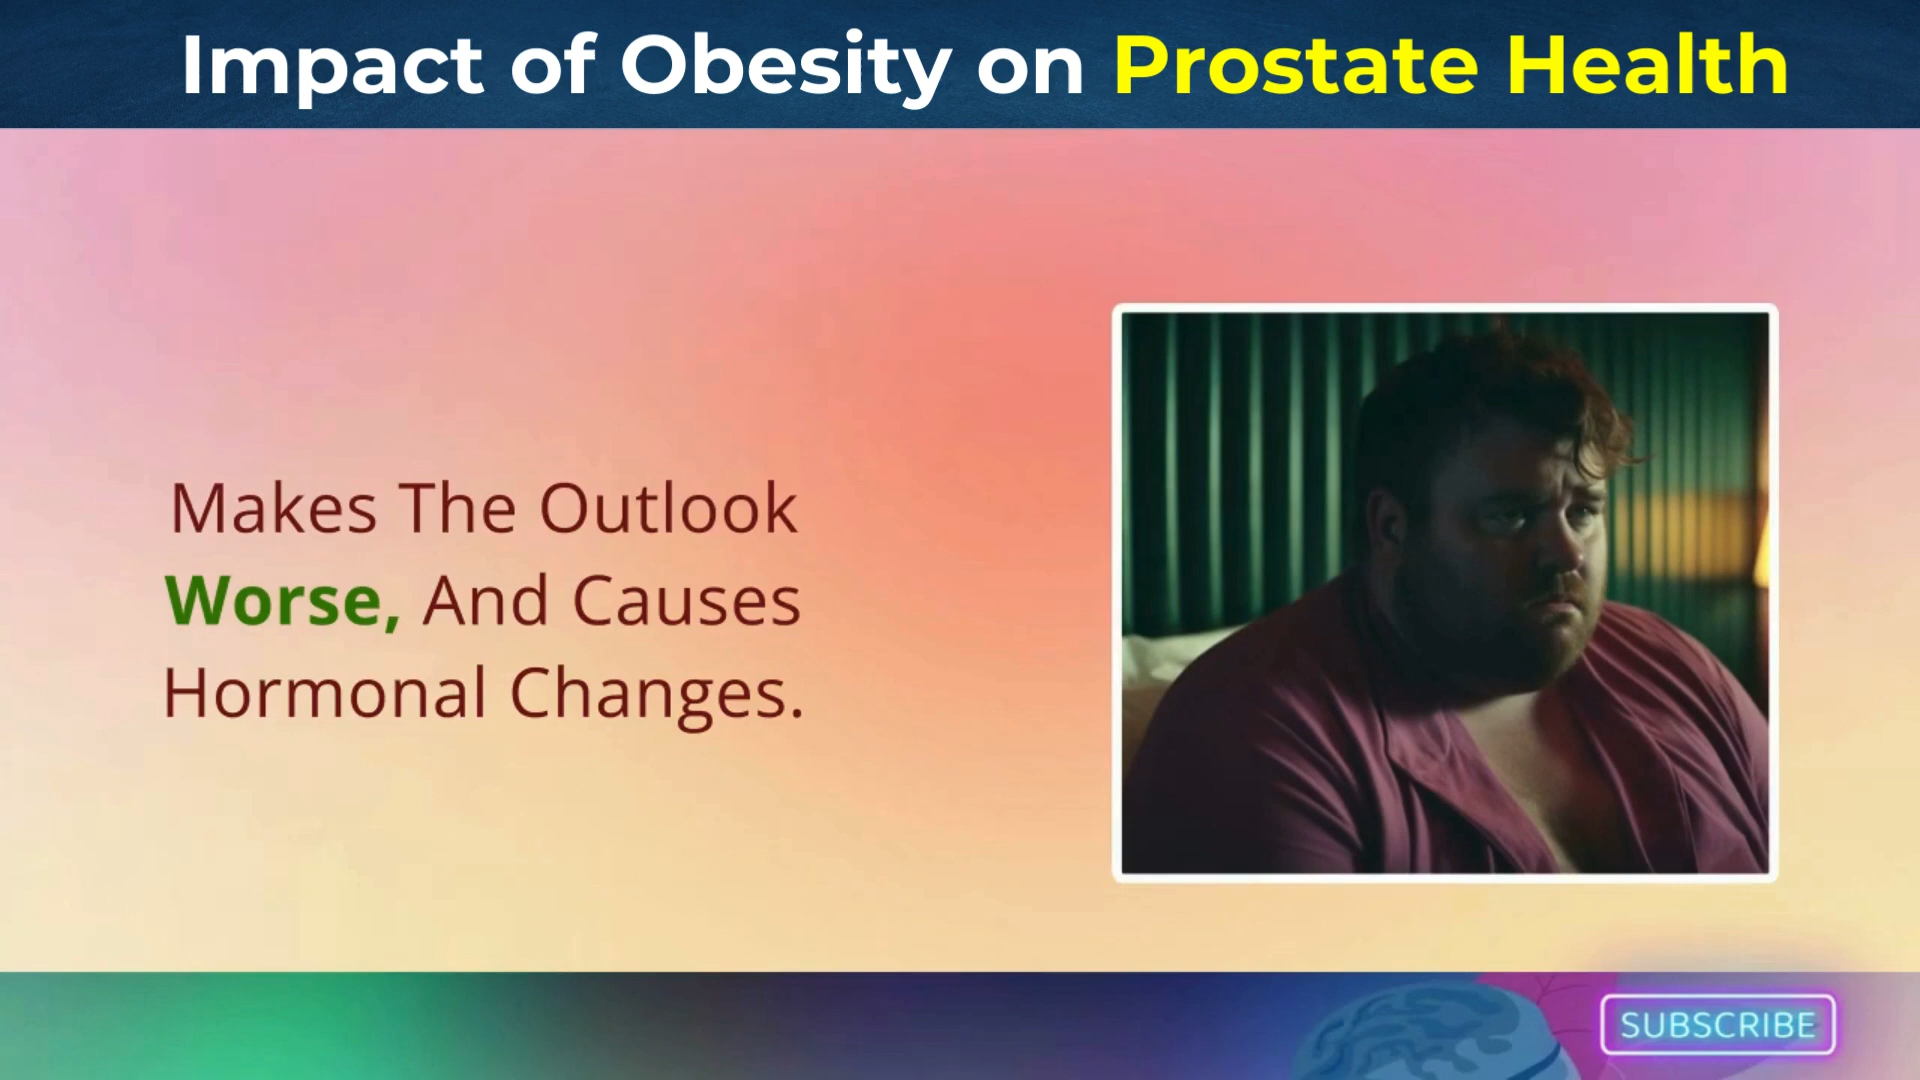 Impact of Obesity on Prostate Health
Makes The Outlook
Worse, And Causes
Hormonal Changes.
SUBSCRIBE